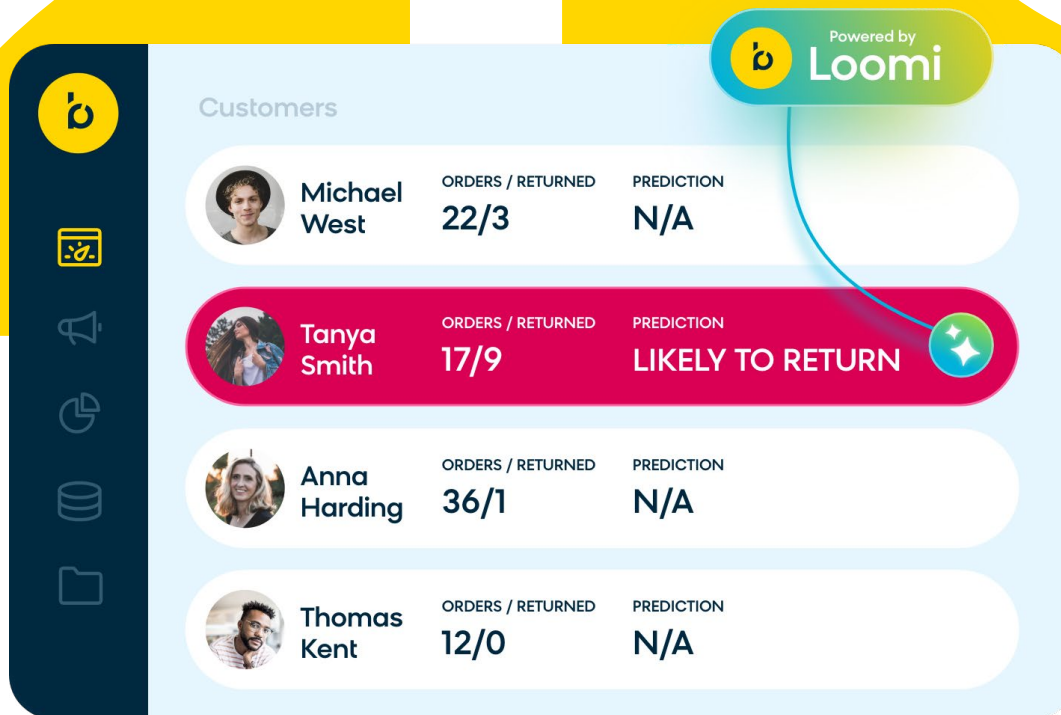 Powered by
Loomi
Customers
Michael
West
ORDERS / RETURNED
22/3
PREDICTION
N/A
Tanya
Smith
ORDERS / RETURNED
17/9
PREDICTION
LIKELY TO RETURN
Anna
Harding
ORDERS / RETURNED
36/1
PREDICTION
N/A
Thomas
Kent
ORDERS / RETURNED
12/0
PREDICTION
N/A